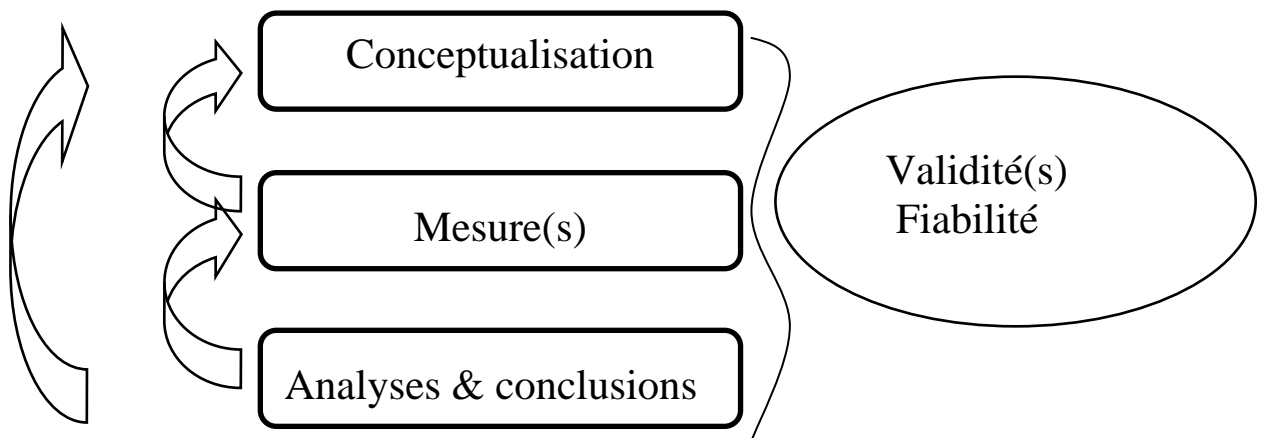 Conceptualisation
Validité(s)
Fiabilité
Mesure(s)
Analyses & conclusions